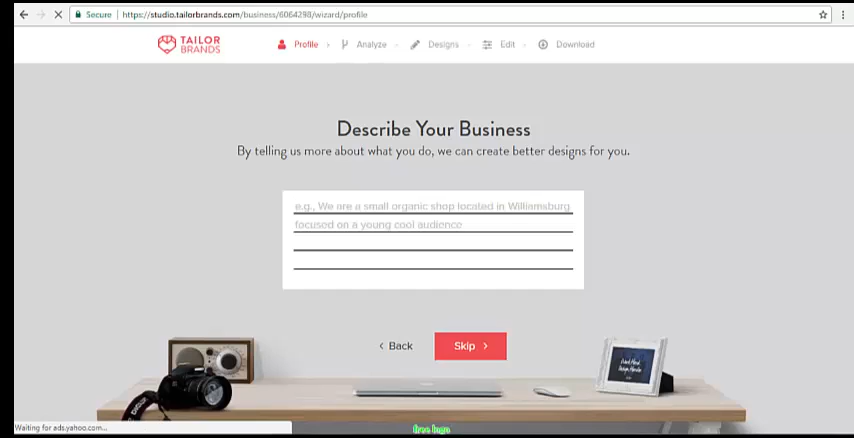 Secure | https://studio.tailorbrands.com/business/6064298/wizard/profile
TAILOR BRANDS
Profile > Analyze Designs Edit Download
Describe Your Business
By telling us more about what you do, we can create better designs for you.
e.g., We are a small organic shop located in Williamsburg
focused on a young cool audience
< Back Skip >
Waiting for ads.yahoo.com...
free logo